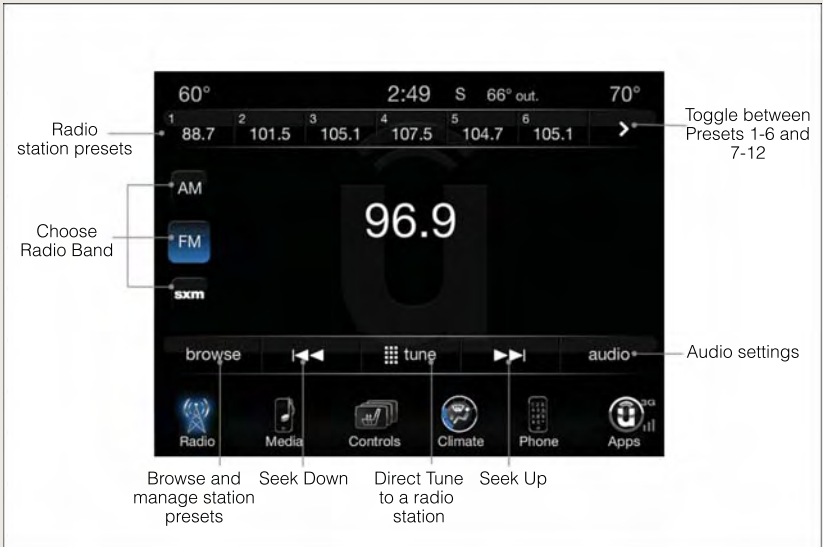 60° 2:49 S 66° out. 70°
1 2 3 4 5 6
88.7 101.5 105.1 107.5 104.7 105.1
Radio
station presets
Toggle between
Presets 1-6 and
7-12
AM
Choose
Radio Band
FM
96.9
sxm
browse tune audio
Audio settings
3G
Radio Media Controls Climate Phone Apps
Browse and
manage station
presets
Seek Down
Direct Tune
to a radio
station
Seek Up